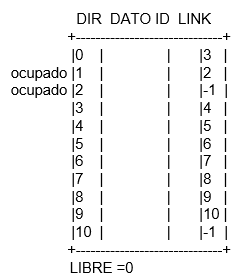 DIR DATO ID LINK
+------------------------------+
|0 | |3 |
ocupado |1 | |2 |
ocupado |2 | |-1 |
|3 | |4 |
|4 | |5 |
|5 | |6 |
|6 | |7 |
|7 | |8 |
|8 | |9 |
|9 | |10 |
|10 | |-1 |
+------------------------------+
LIBRE =0